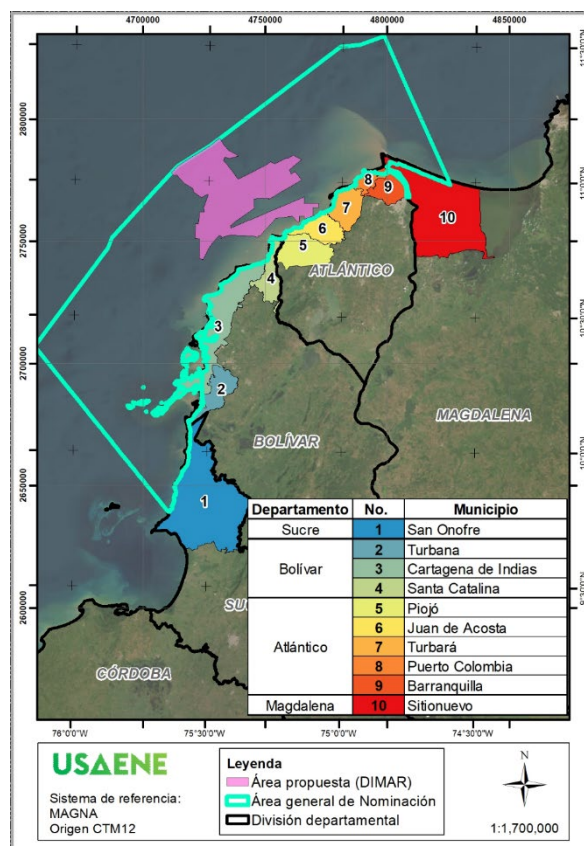 4700000 4750000 4800000 4850000
2800000
2750000
2700000
2650000
2600000
8
9
10
7
6
5
ATLÁNTICO
4
3
2
MAGDALENA
BOLÍVAR
1
CÓRDOBA
Departamento No. Municipio
Sucre 1 San Onofre
Bolívar 2 Turbana
3 Cartagena de Indias
4 Santa Catalina
Atlántico 5 Piojó
6 Juan de Acosta
7 Turbará
8 Puerto Colombia
9 Barranquilla
Magdalena 10 Sitionuevo
76°0'0"W 75°30'0"W 75°0'0"W 74°30'0"W
USAENE
Sistema de referencia:
MAGNA
Origen CTM12
Leyenda
Área propuesta (DIMAR)
Área general de Nominación
División departamental
N
1:1,700,000